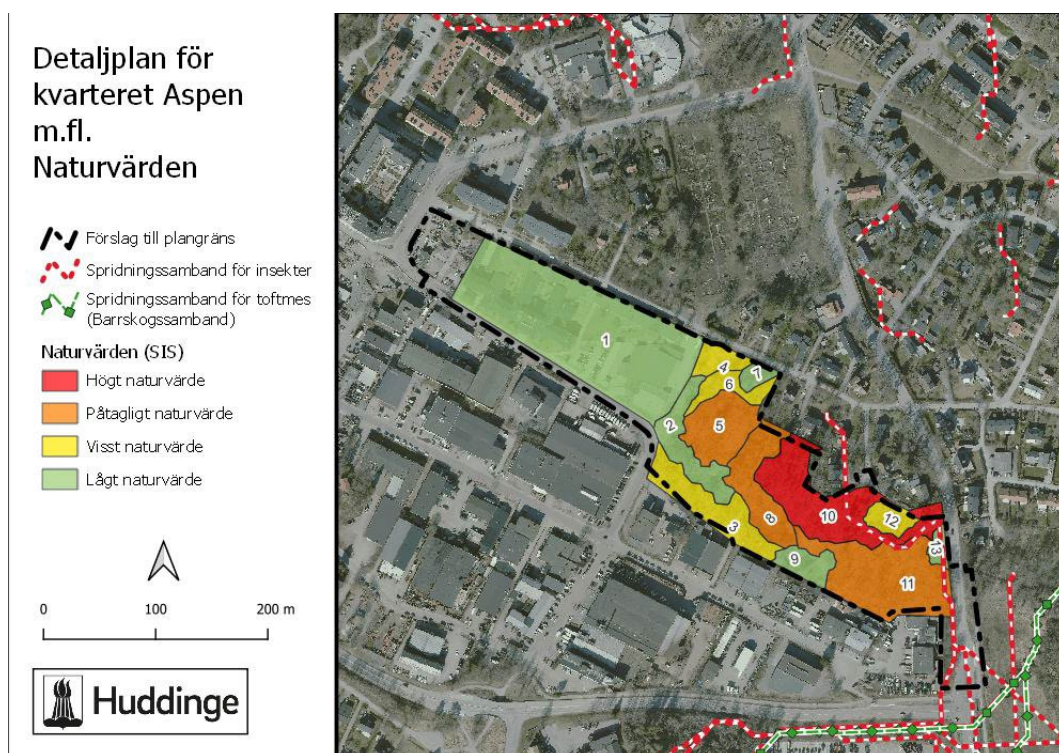 Detaljplan för
kvarteret Aspen
m.fl.
Naturvärden
Förslag till plangräns
Spridningssamband för insekter
Spridningssamband för toftmes
(Barrskogssamband)
Naturvärden (SIS)
Högt naturvärde
Påtagligt naturvärde
Visst naturvärde
Lågt naturvärde
0 100 200 m
Huddinge
1
4
7
6
2
5
3
8
10
12
13
9
11